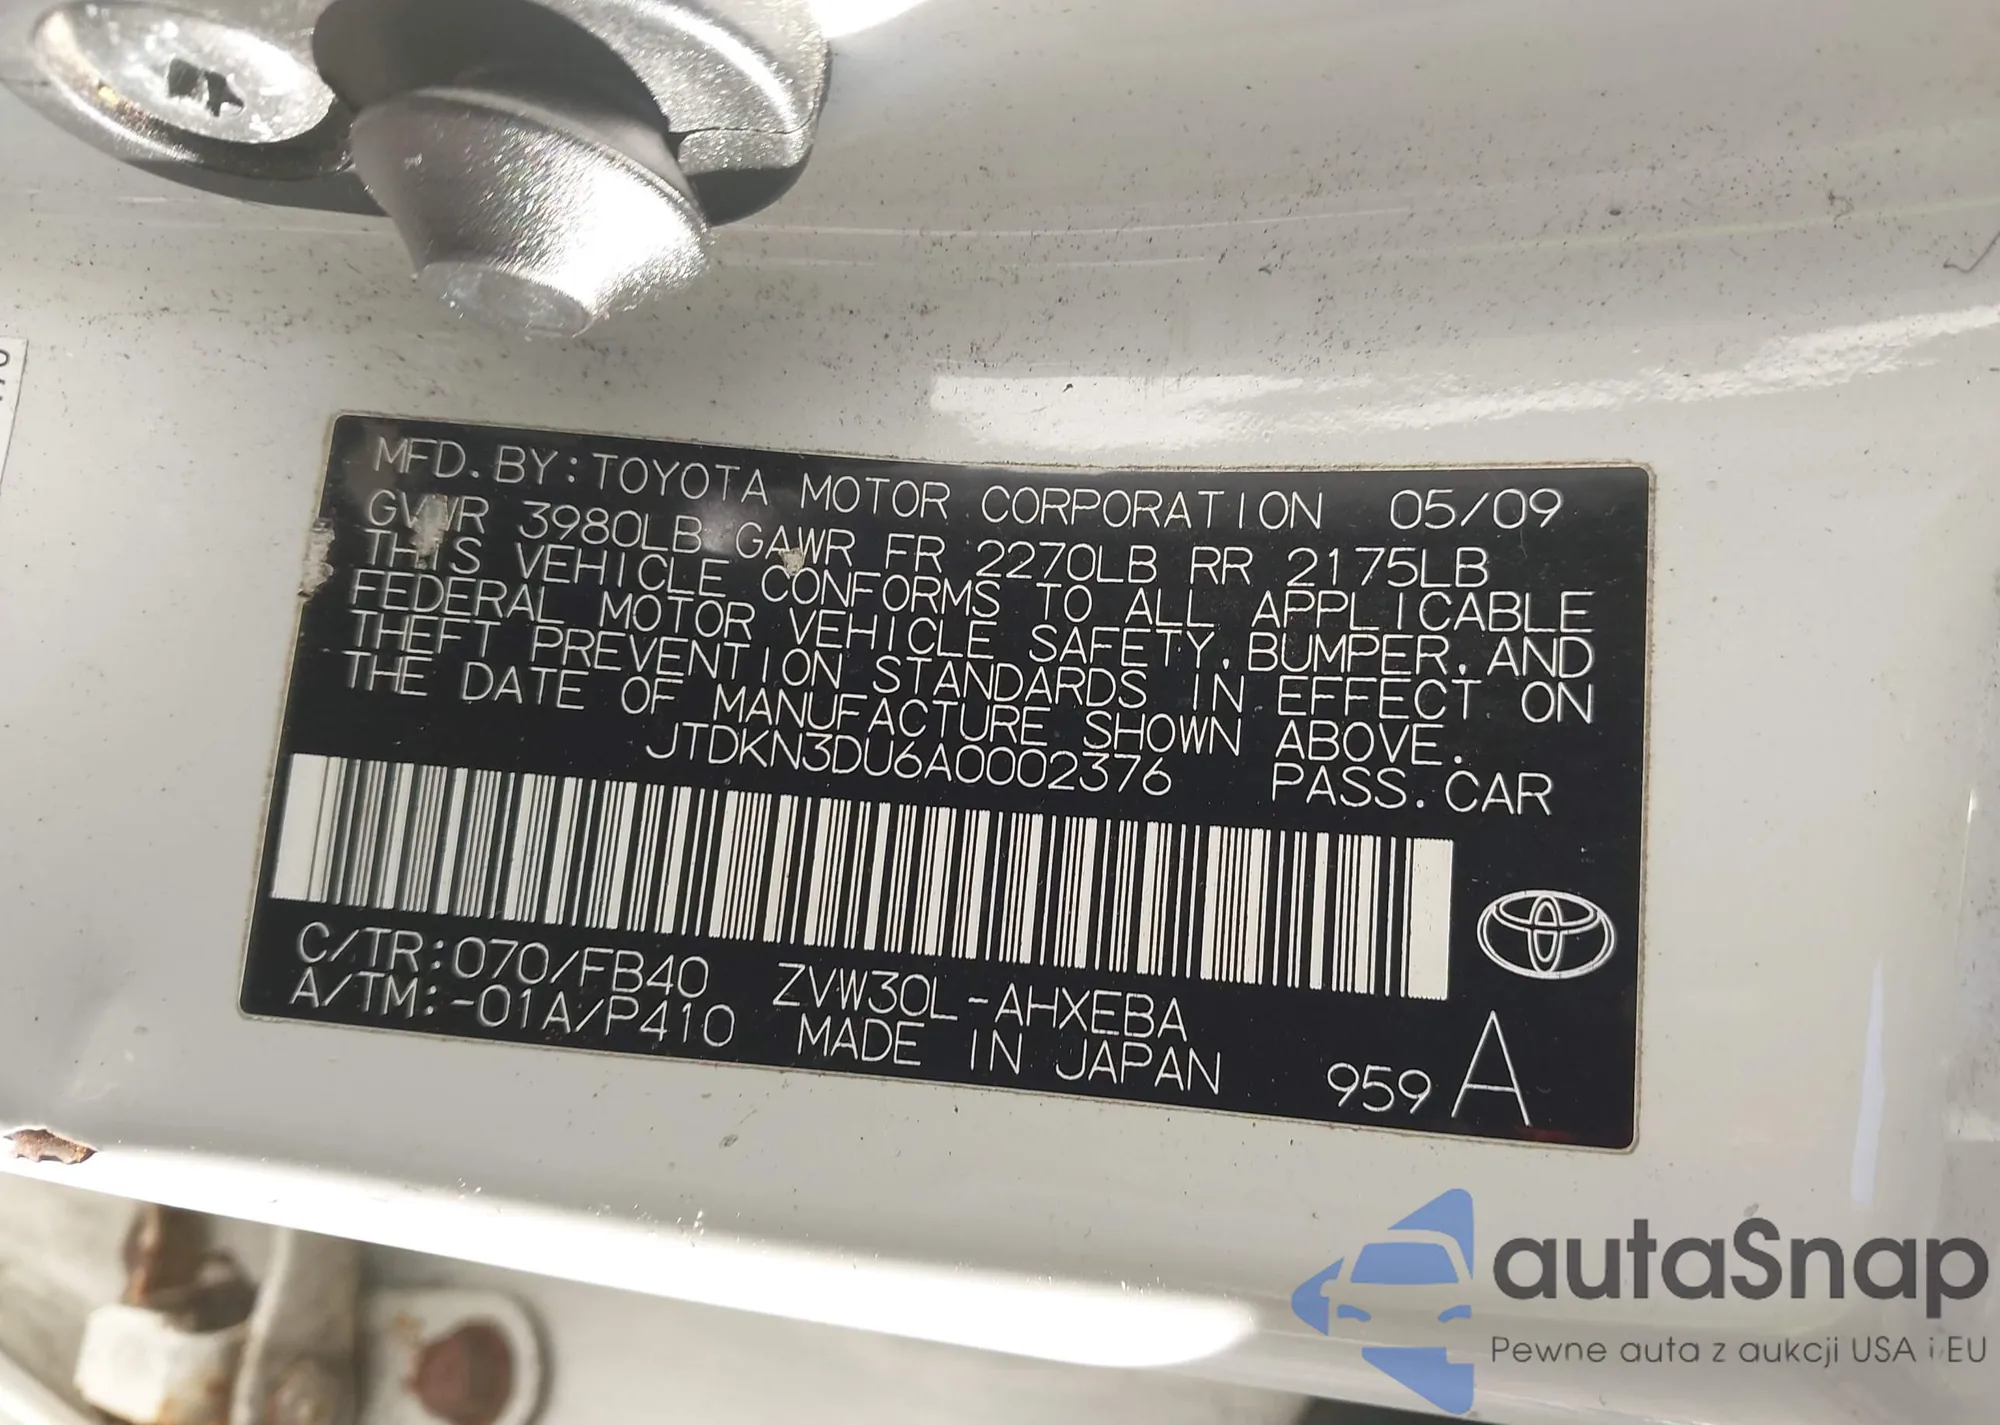 MFD. BY: TOYOTA MOTOR CORPORATION 05/09
GVWR 3980LB GAWR FR 2270LB RR 2175LB
THIS VEHICLE CONFORMS TO ALL APPLICABLE
FEDERAL MOTOR VEHICLE SAFETY, BUMPER, AND
THEFT PREVENTION STANDARDS IN EFFECT ON
THE DATE OF MANUFACTURE SHOWN ABOVE.
JTDKN3DU6A0002376 PASS. CAR
C/TR: 070/FB40 ZVW30L-AHXEBA
A/TM: -01A/P410 MADE IN JAPAN 959 A
autaSnap
Pewne auta z aukcji USA i EU